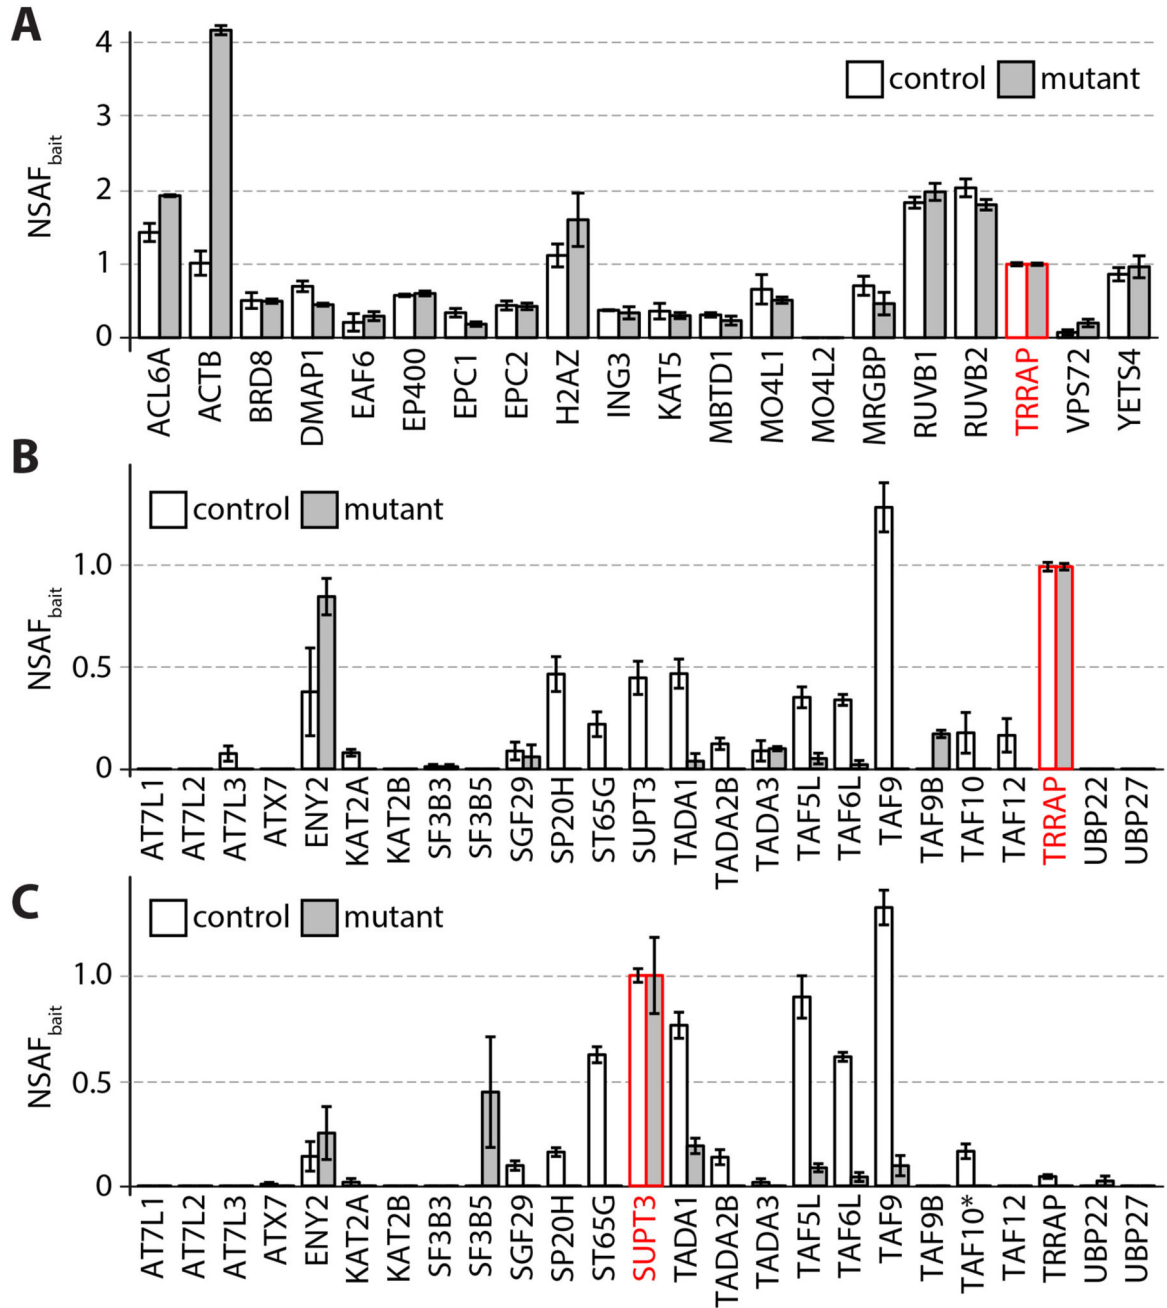 A
4
3
2
1
0
NSAFbait
control mutant
ACL6A
ACTB
BRD8
DMAP1
EAF6
EP400
EPC1
EPC2
H2AZ
ING3
KAT5
MBTD1
MO4L1
MO4L2
MRGBP
RUVB1
RUVB2
TRRAP
VPS72
YETS4
B
1.0
0.5
0
NSAFbait
control mutant
AT7L1
AT7L2
AT7L3
ATX7
ENY2
KAT2A
KAT2B
SF3B3
SF3B5
SGF29
SP20H
ST65G
SUPT3
TADA1
TADA2B
TADA3
TAF5L
TAF6L
TAF9
TAF9B
TAF10
TAF12
TRRAP
UBP22
UBP27
C
1.0
0.5
0
NSAFbait
control mutant
AT7L1
AT7L2
AT7L3
ATX7
ENY2
KAT2A
KAT2B
SF3B3
SF3B5
SGF29
SP20H
ST65G
SUPT3
TADA1
TADA2B
TADA3
TAF5L
TAF6L
TAF9
TAF9B
TAF10*
TAF12
TRRAP
UBP22
UBP27